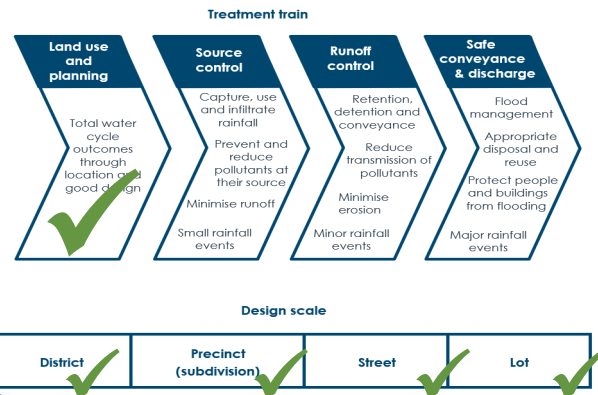 Treatment train
Land use
and
planning
Total water
cycle
outcomes
through
location and
good design
Source
control
Capture, use
and infiltrate
rainfall
Prevent and
reduce
pollutants at
their source
Minimise runoff
Small rainfall
events
Runoff
control
Retention,
detention and
conveyance
Reduce
transmission of
pollutants
Minimise
erosion
Minor rainfall
events
Safe
conveyance
& discharge
Flood
management
Appropriate
disposal and
reuse
Protect people
and buildings
from flooding
Major rainfall
events
Design scale
District
Precinct
(subdivision)
Street
Lot